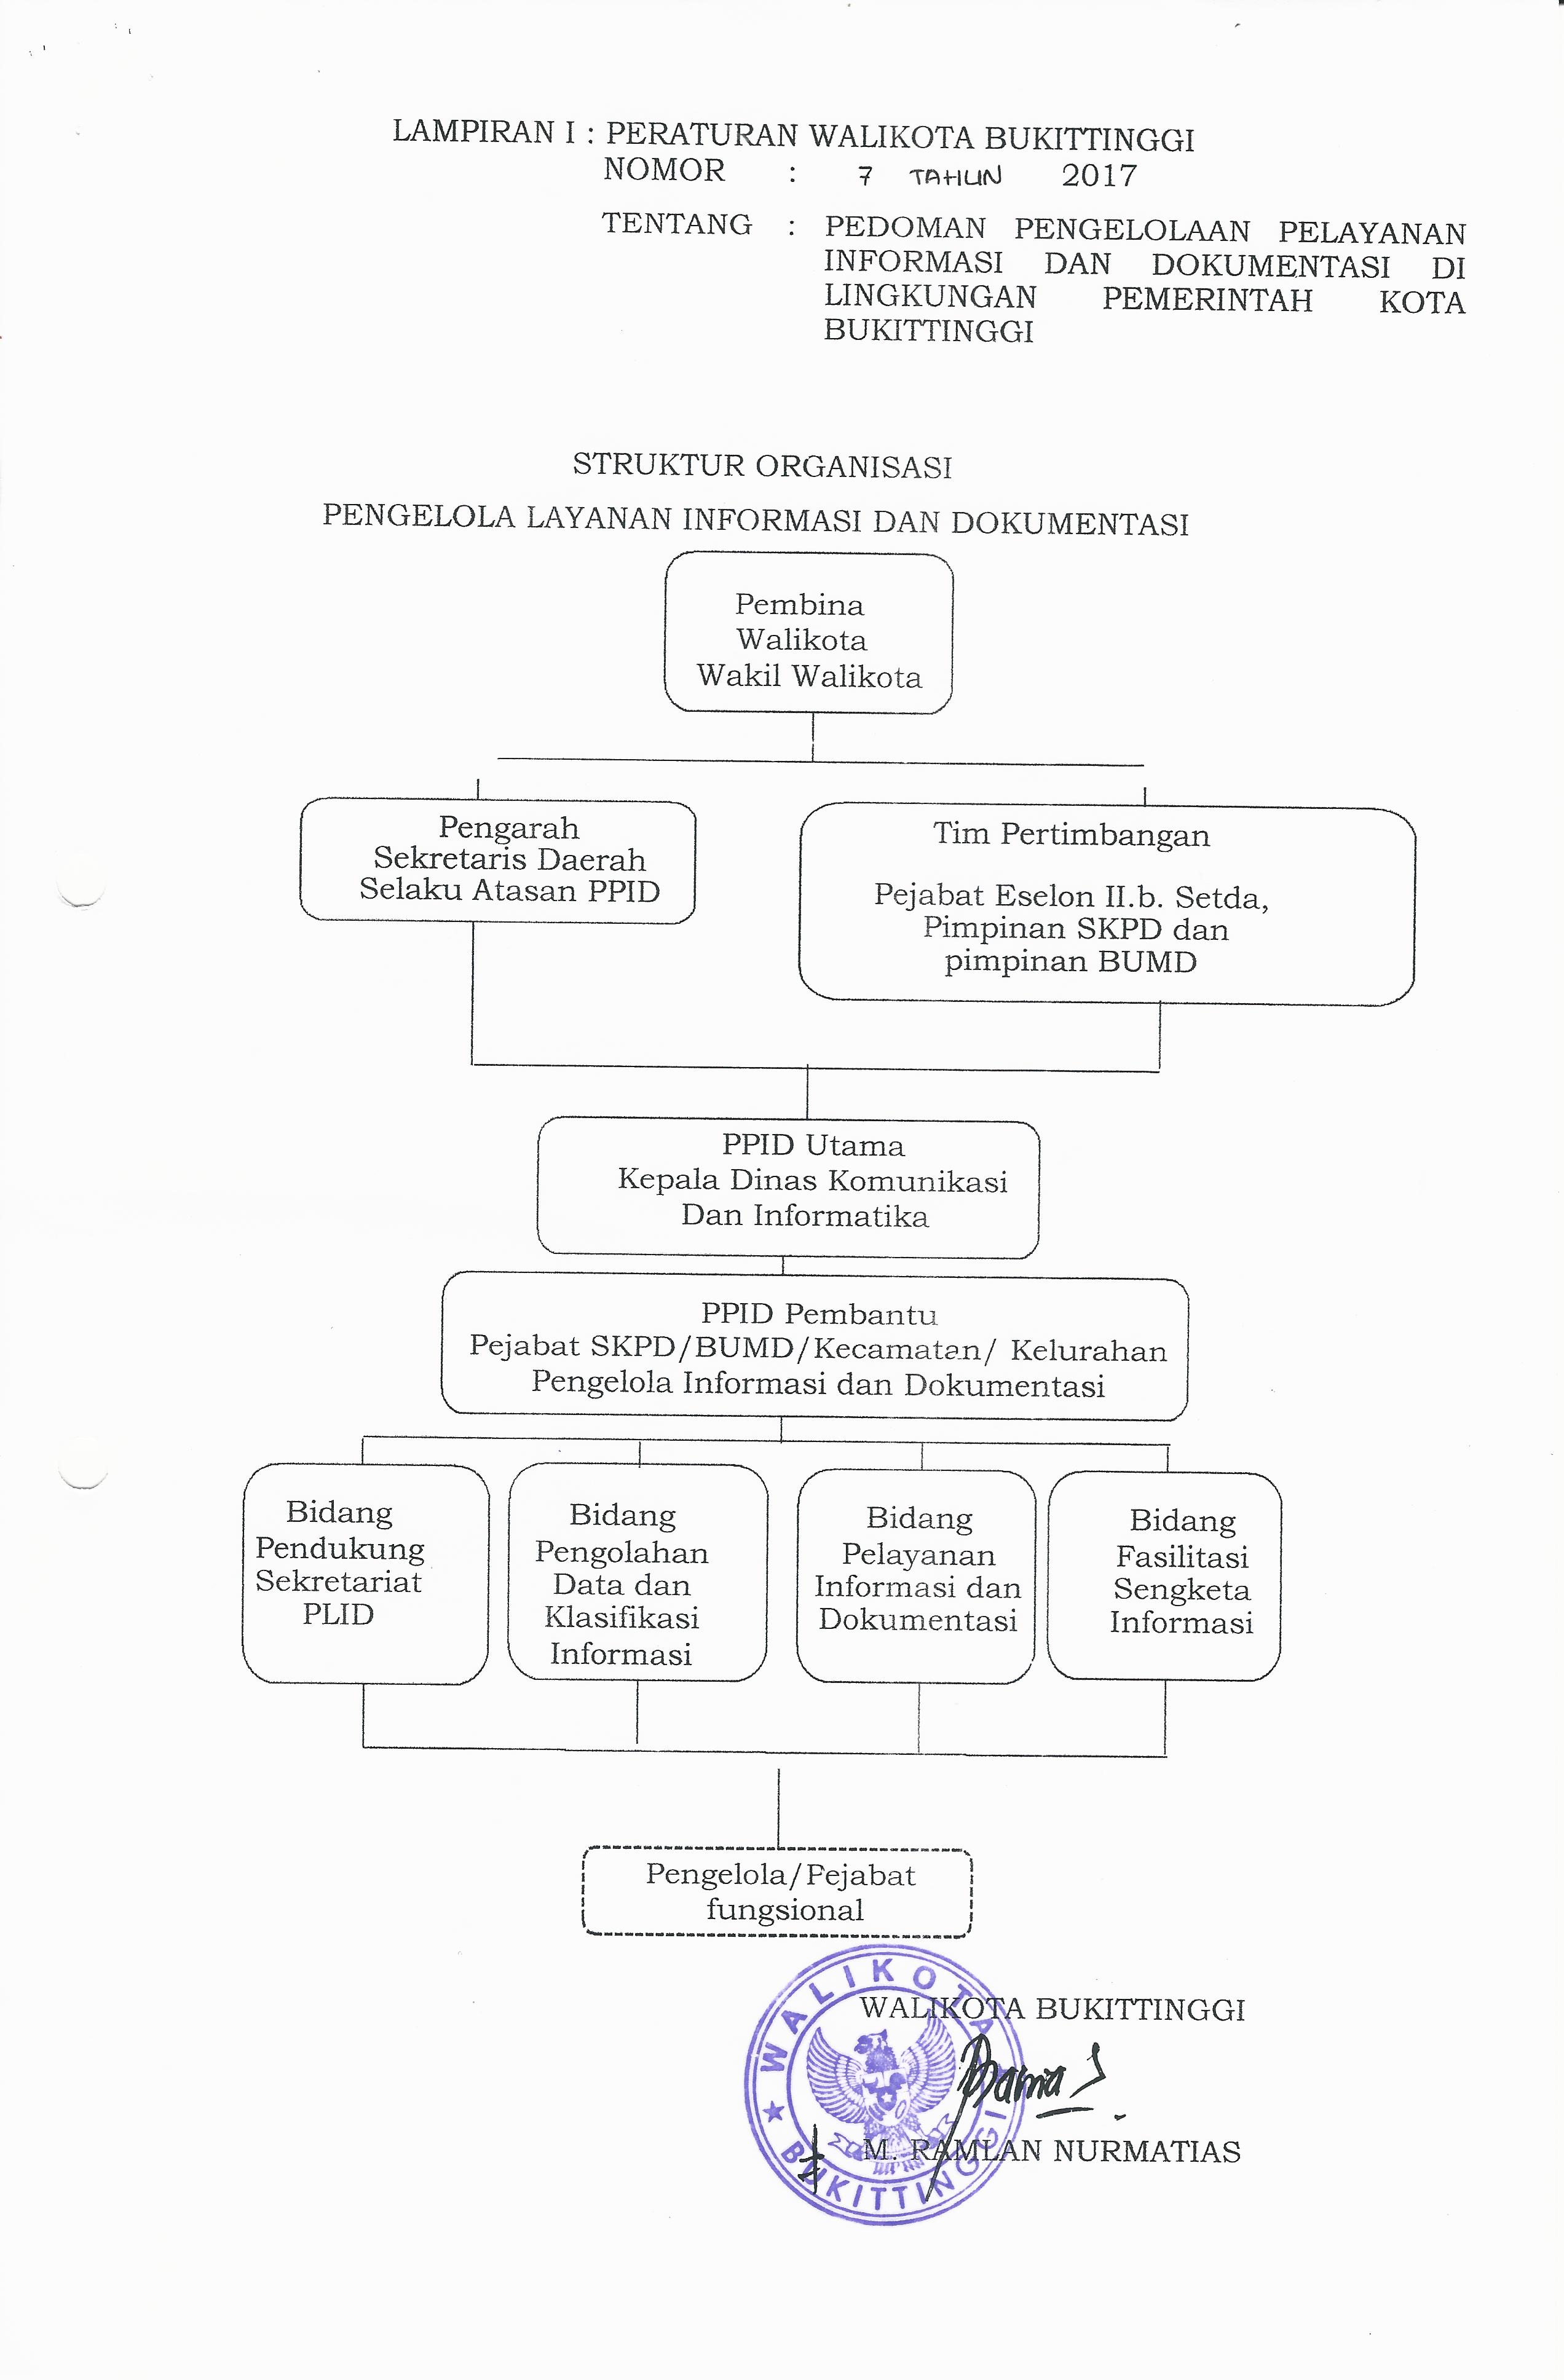 LAMPIRAN I : PERATURAN WALIKOTA BUKITTINGGI
NOMOR : 7 TAHUN 2017
TENTANG : PEDOMAN PENGELOLAAN PELAYANAN
INFORMASI DAN DOKUMENTASI DI
LINGKUNGAN PEMERINTAH KOTA
BUKITTINGGI
STRUKTUR ORGANISASI
PENGELOLA LAYANAN INFORMASI DAN DOKUMENTASI
Pembina
Walikota
Wakil Walikota
Pengarah
Sekretaris Daerah
Selaku Atasan PPID
Tim Pertimbangan
Pejabat Eselon II.b. Setda,
Pimpinan SKPD dan
pimpinan BUMD
PPID Utama
Kepala Dinas Komunikasi
Dan Informatika
PPID Pembantu
Pejabat SKPD/BUMD/Kecamatan/ Kelurahan
Pengelola Informasi dan Dokumentasi
Bidang
Pendukung
Sekretariat
PLID
Bidang
Pengolahan
Data dan
Klasifikasi
Informasi
Bidang
Pelayanan
Informasi dan
Dokumentasi
Bidang
Fasilitasi
Sengketa
Informasi
Pengelola/Pejabat
fungsional
WALIKOTA BUKITTINGGI
WALIKOTA
BUKITTINGGI
M. RAMLAN NURMATIAS